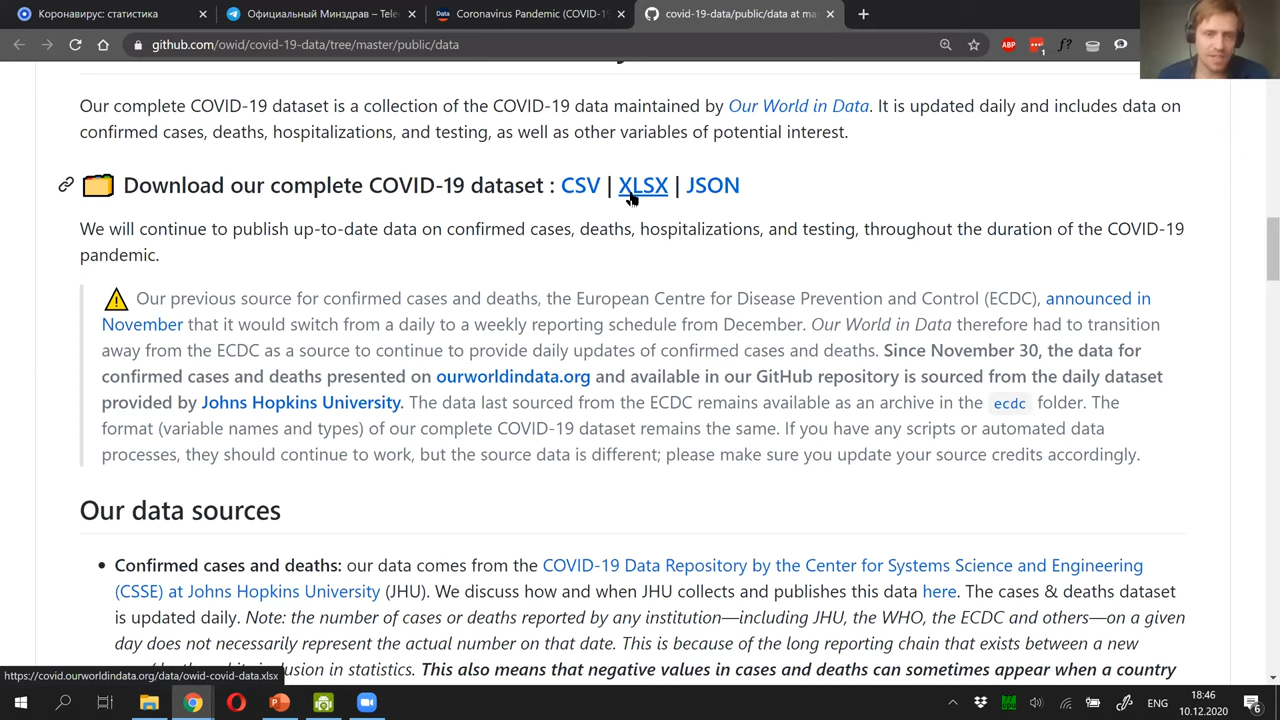 Коронавирус: статистика
Официальный Минздрав – Tele
Coronavirus Pandemic (COVID-19
covid-19-data/public/data at ma
github.com/owid/covid-19-data/tree/master/public/data
ABP
1
f?
Our complete COVID-19 dataset is a collection of the COVID-19 data maintained by Our World in Data. It is updated daily and includes data on
confirmed cases, deaths, hospitalizations, and testing, as well as other variables of potential interest.
Download our complete COVID-19 dataset : CSV | XLSX | JSON
We will continue to publish up-to-date data on confirmed cases, deaths, hospitalizations, and testing, throughout the duration of the COVID-19
pandemic.
Our previous source for confirmed cases and deaths, the European Centre for Disease Prevention and Control (ECDC), announced in
November that it would switch from a daily to a weekly reporting schedule from December. Our World in Data therefore had to transition
away from the ECDC as a source to continue to provide daily updates of confirmed cases and deaths. Since November 30, the data for
confirmed cases and deaths presented on ourworldindata.org and available in our GitHub repository is sourced from the daily dataset
provided by Johns Hopkins University. The data last sourced from the ECDC remains available as an archive in the ecdc folder. The
format (variable names and types) of our complete COVID-19 dataset remains the same. If you have any scripts or automated data
processes, they should continue to work, but the source data is different; please make sure you update your source credits accordingly.
Our data sources
Confirmed cases and deaths: our data comes from the COVID-19 Data Repository by the Center for Systems Science and Engineering
(CSSE) at Johns Hopkins University (JHU). We discuss how and when JHU collects and publishes this data here. The cases & deaths dataset
is updated daily. Note: the number of cases or deaths reported by any institution—including JHU, the WHO, the ECDC and others—on a given
day does not necessarily represent the actual number on that date. This is because of the long reporting chain that exists between a new
inclusion in statistics. This also means that negative values in cases and deaths can sometimes appear when a country
https://covid.ourworldindata.org/data/owid-covid-data.xlsx
ENG
18:46
10.12.2020
6